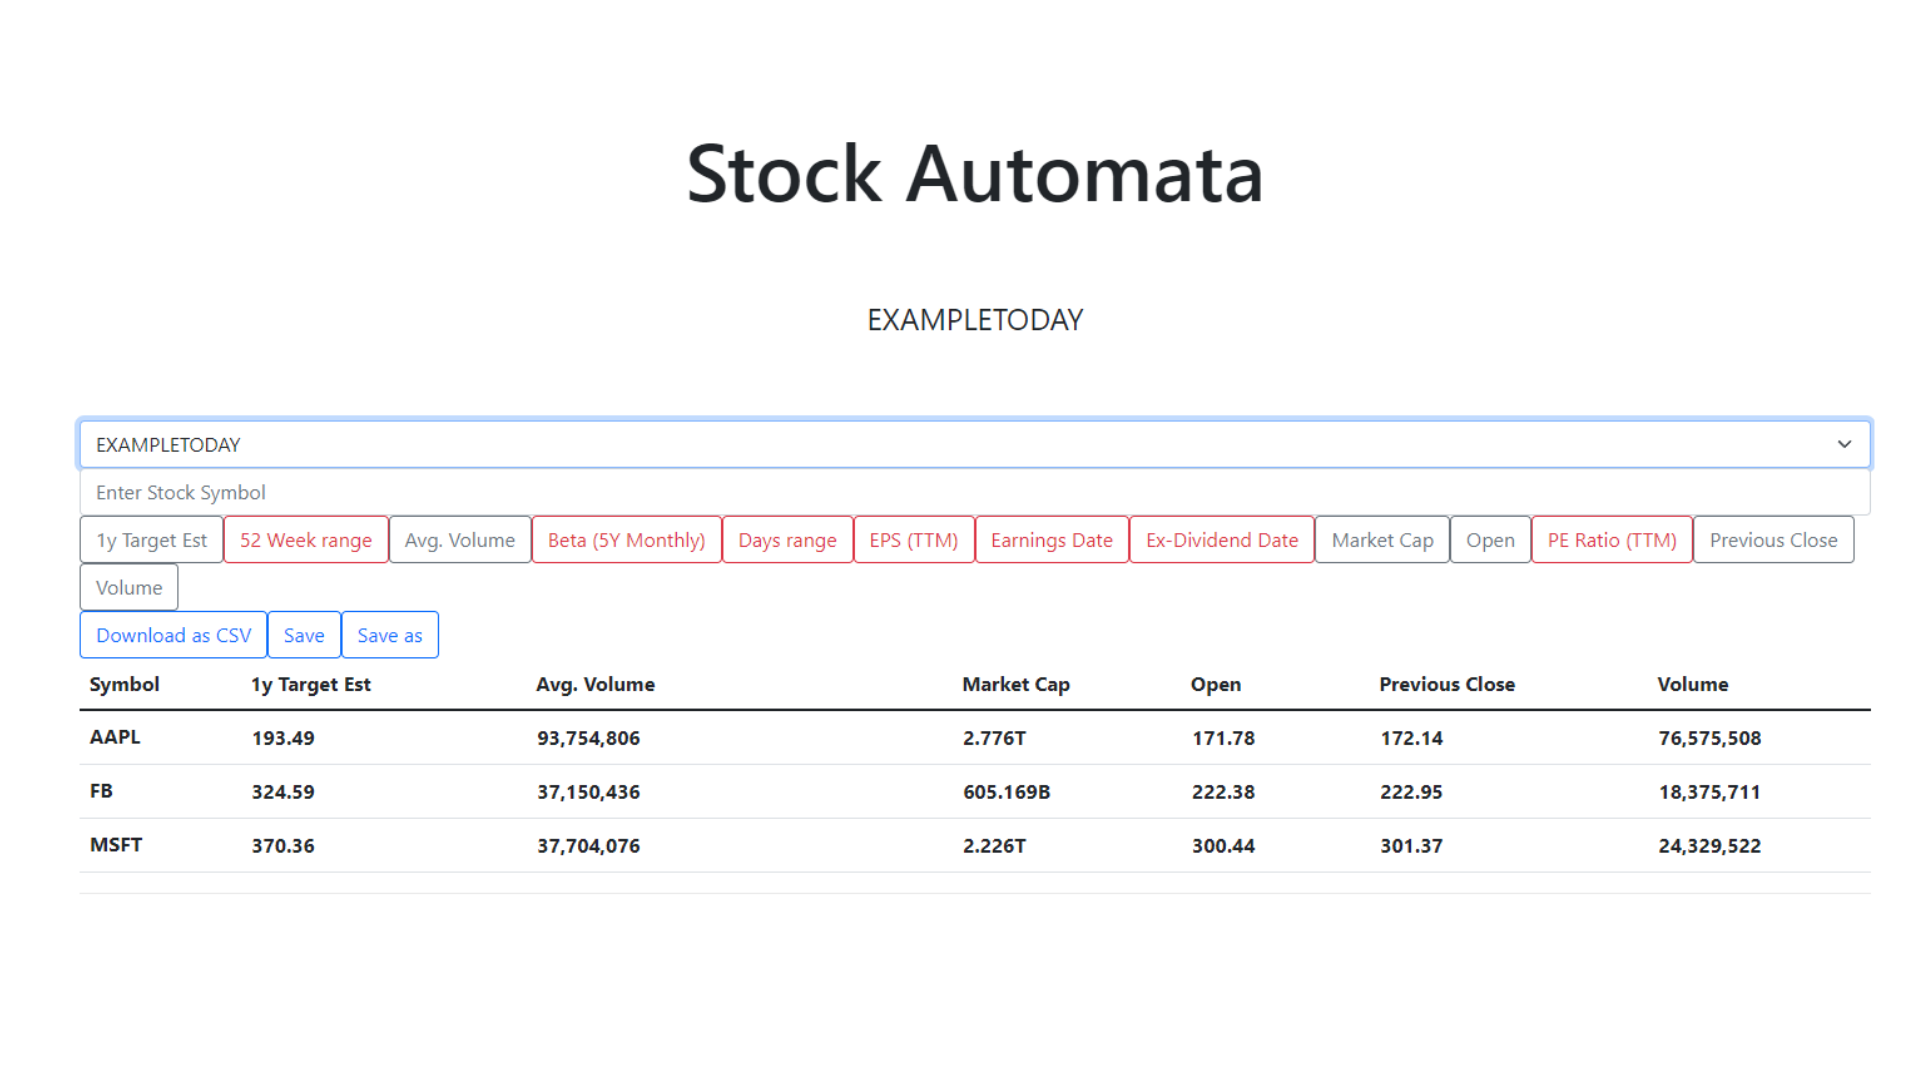 Stock Automata
EXAMPLETODAY
EXAMPLETODAY
Enter Stock Symbol
1y Target Est 52 Week range Avg. Volume Beta (5Y Monthly) Days range EPS (TTM) Earnings Date Ex-Dividend Date Market Cap Open PE Ratio (TTM) Previous Close
Volume
Download as CSV Save Save as
Symbol 1y Target Est Avg. Volume Market Cap Open Previous Close Volume
AAPL 193.49 93,754,806 2.776T 171.78 172.14 76,575,508
FB 324.59 37,150,436 605.169B 222.38 222.95 18,375,711
MSFT 370.36 37,704,076 2.226T 300.44 301.37 24,329,522